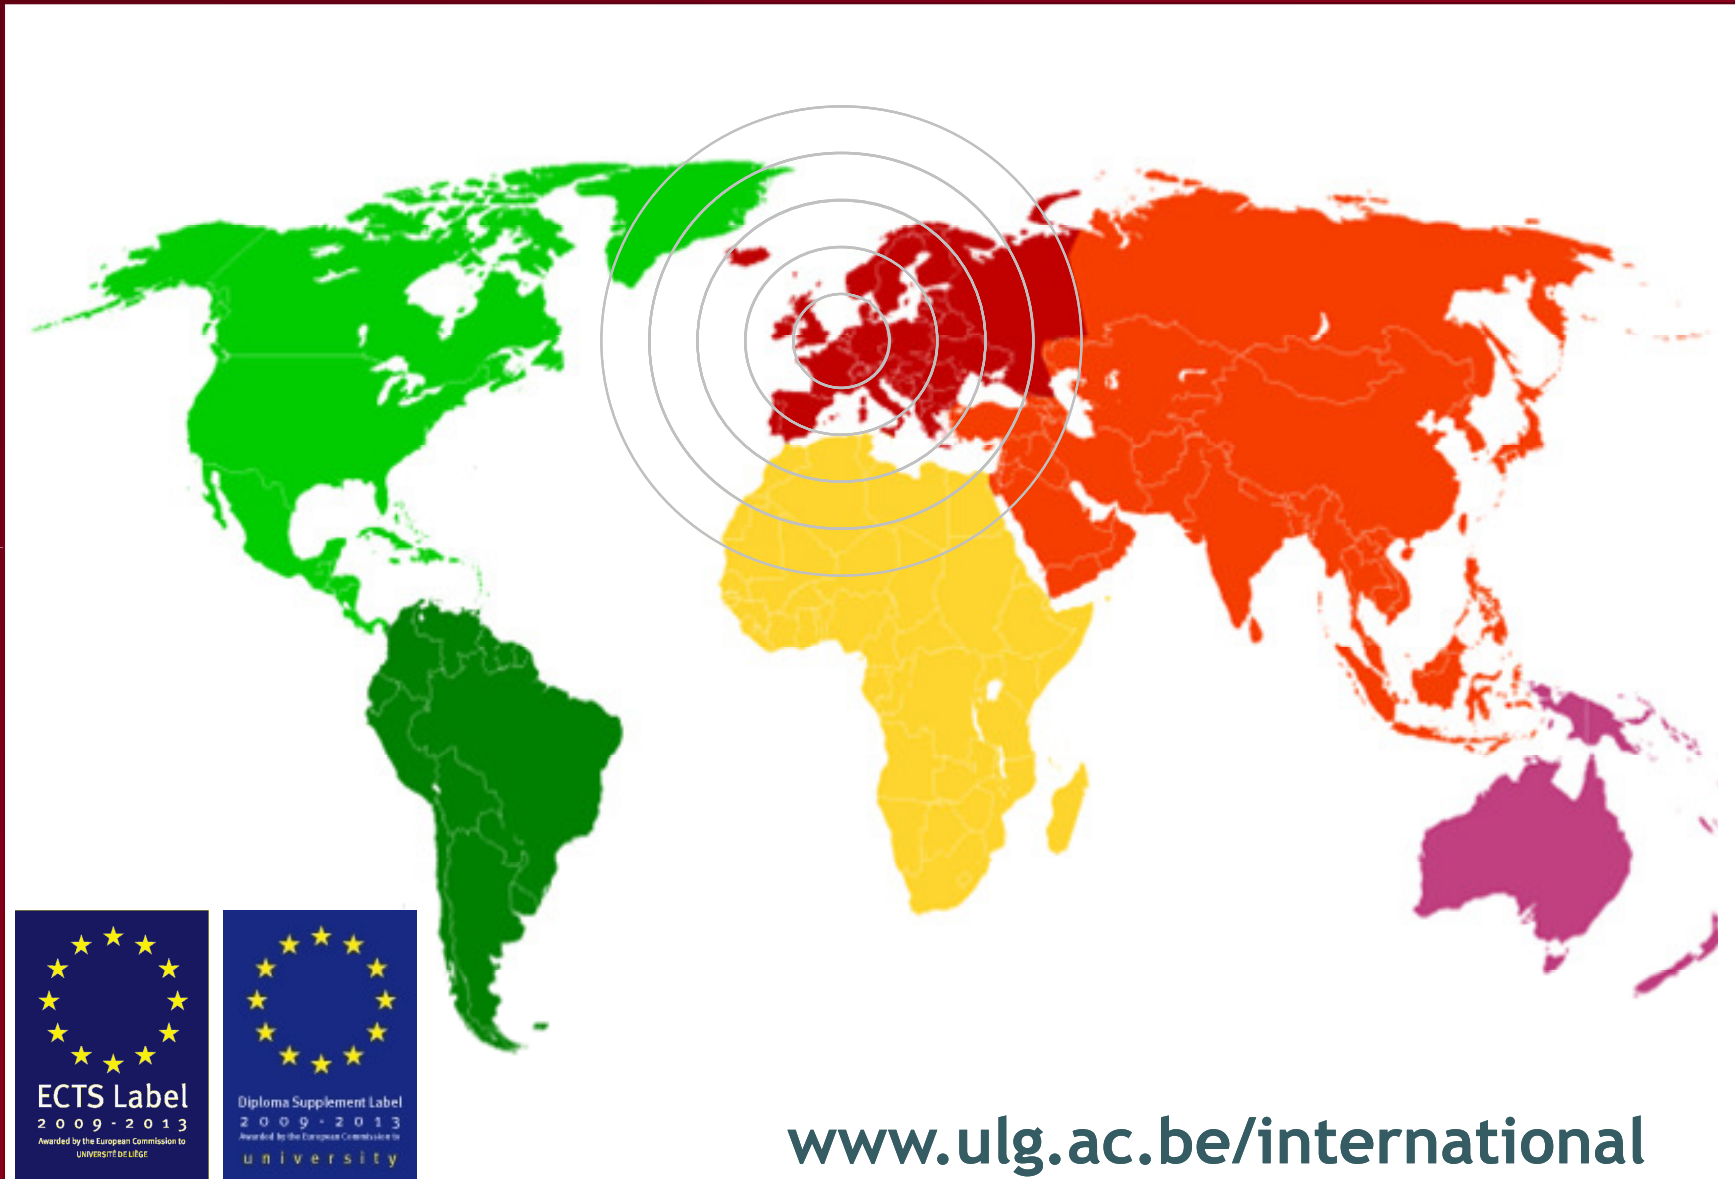 ECTS Label
2009-2013
Awarded by the European Commission to
UNIVERSITÉ DE LIÈGE
Diploma Supplement Label
2009-2013
Awarded by the European Commission to
university
www.ulg.ac.be/international